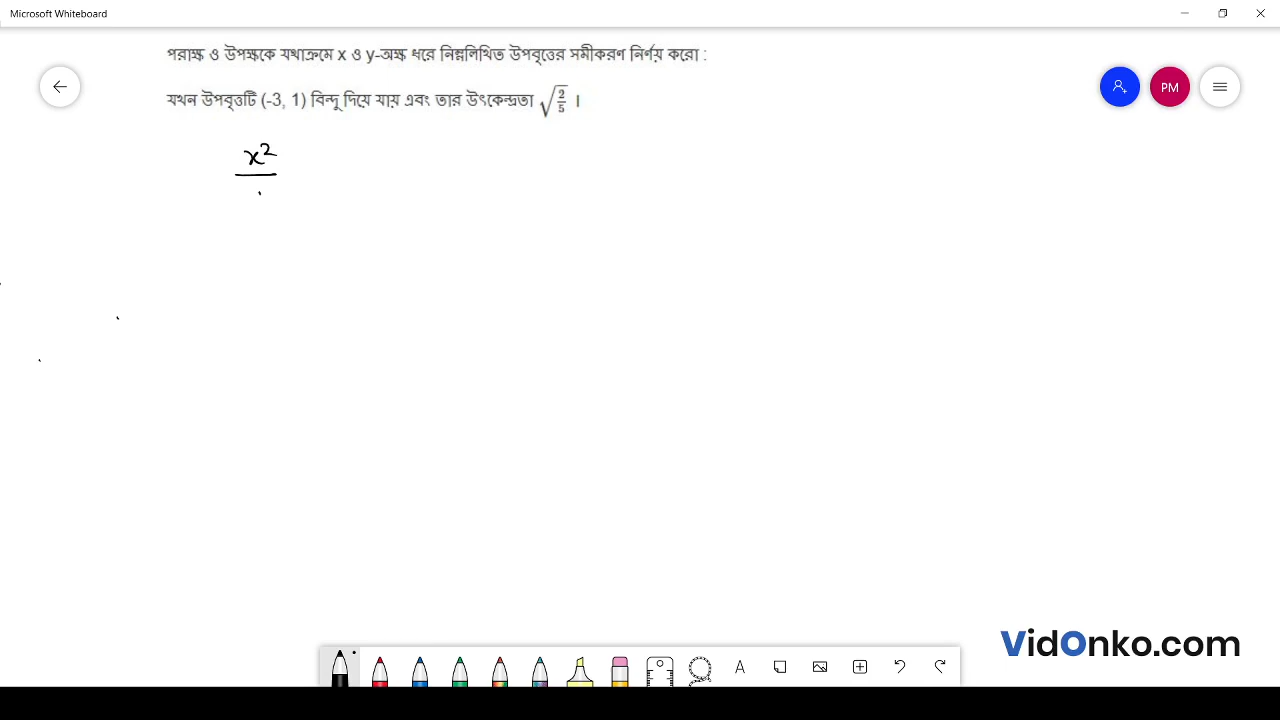 Microsoft Whiteboard
পরাক্ষ ও উপক্ষকে যথাক্রমে x ও y-অক্ষ ধরে নিম্নলিখিত উপবৃত্তের সমীকরণ নির্ণয় করো :
PM
যখন উপবৃত্তটি (-3, 1) বিন্দু দিয়ে যায় এবং তার উৎকেন্দ্রতা √2/5 ।
x²
VidOnko.com
A